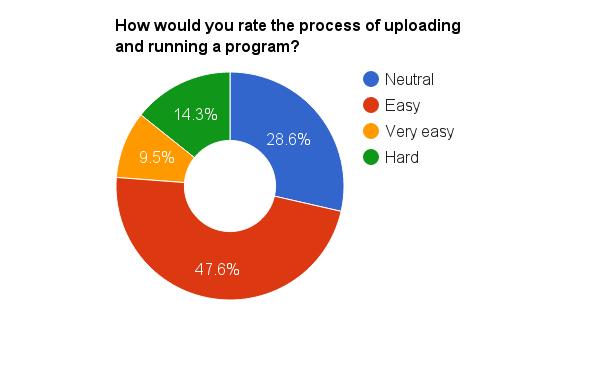 How would you rate the process of uploading
and running a program?
Neutral
Easy
Very easy
Hard
28.6%
47.6%
9.5%
14.3%